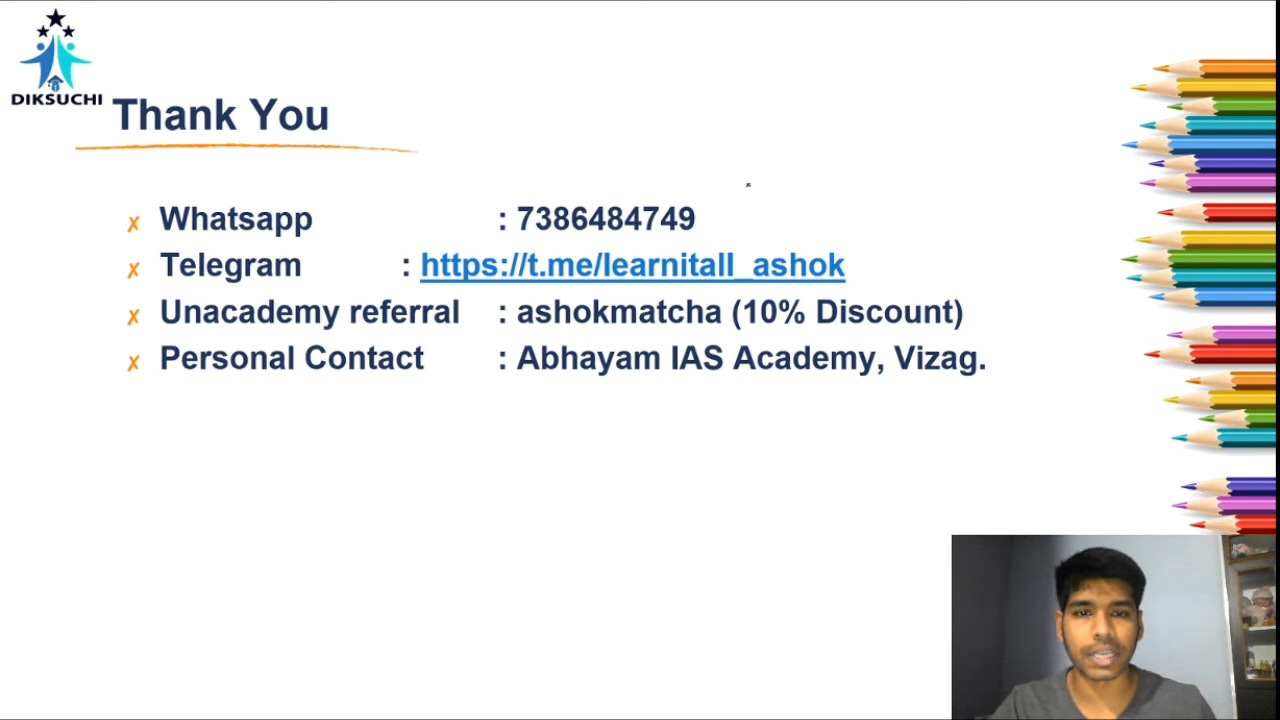 DIKSUCHI
Thank You
Whatsapp : 7386484749
Telegram : https://t.me/learnitall_ashok
Unacademy referral : ashokmatcha (10% Discount)
Personal Contact : Abhayam IAS Academy, Vizag.